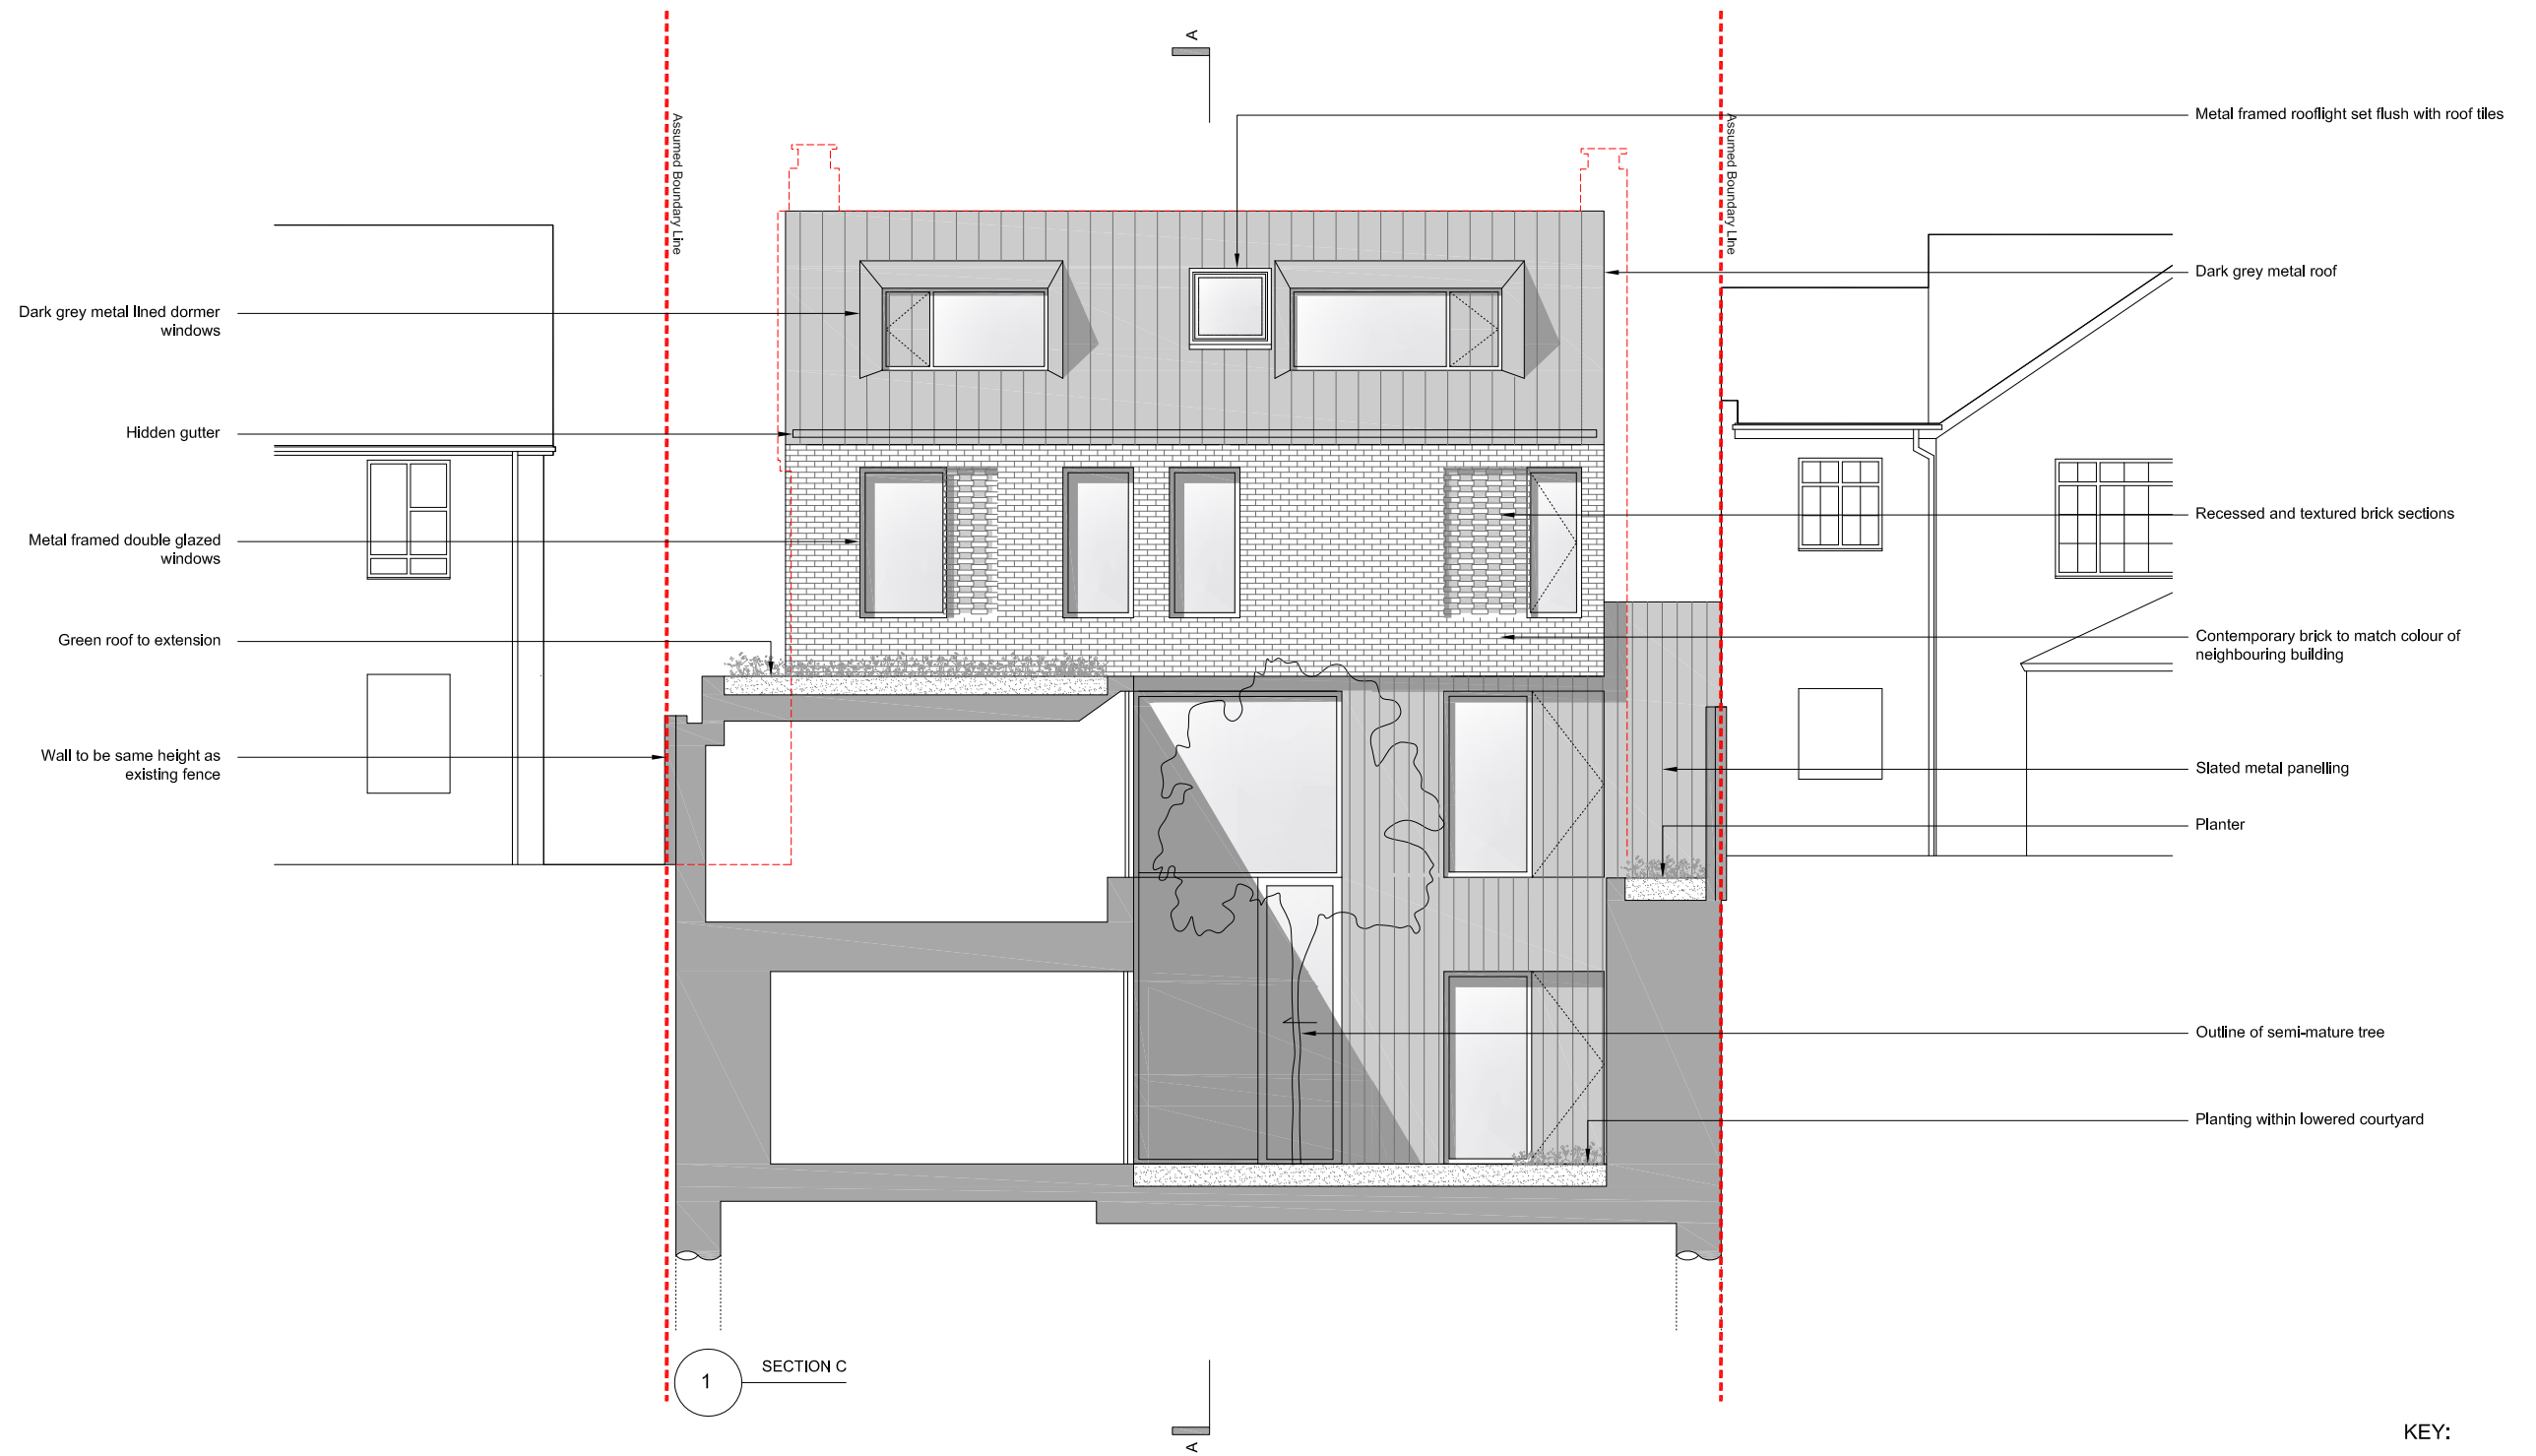 A
Assumed Boundary Line
Assumed Boundary Line
Dark grey metal lined dormer
windows
Hidden gutter
Metal framed double glazed
windows
Green roof to extension
Wall to be same height as
existing fence
Metal framed rooflight set flush with roof tiles
Dark grey metal roof
Recessed and textured brick sections
Contemporary brick to match colour of
neighbouring building
Slated metal panelling
Planter
Outline of semi-mature tree
Planting within lowered courtyard
1
SECTION C
A
KEY: